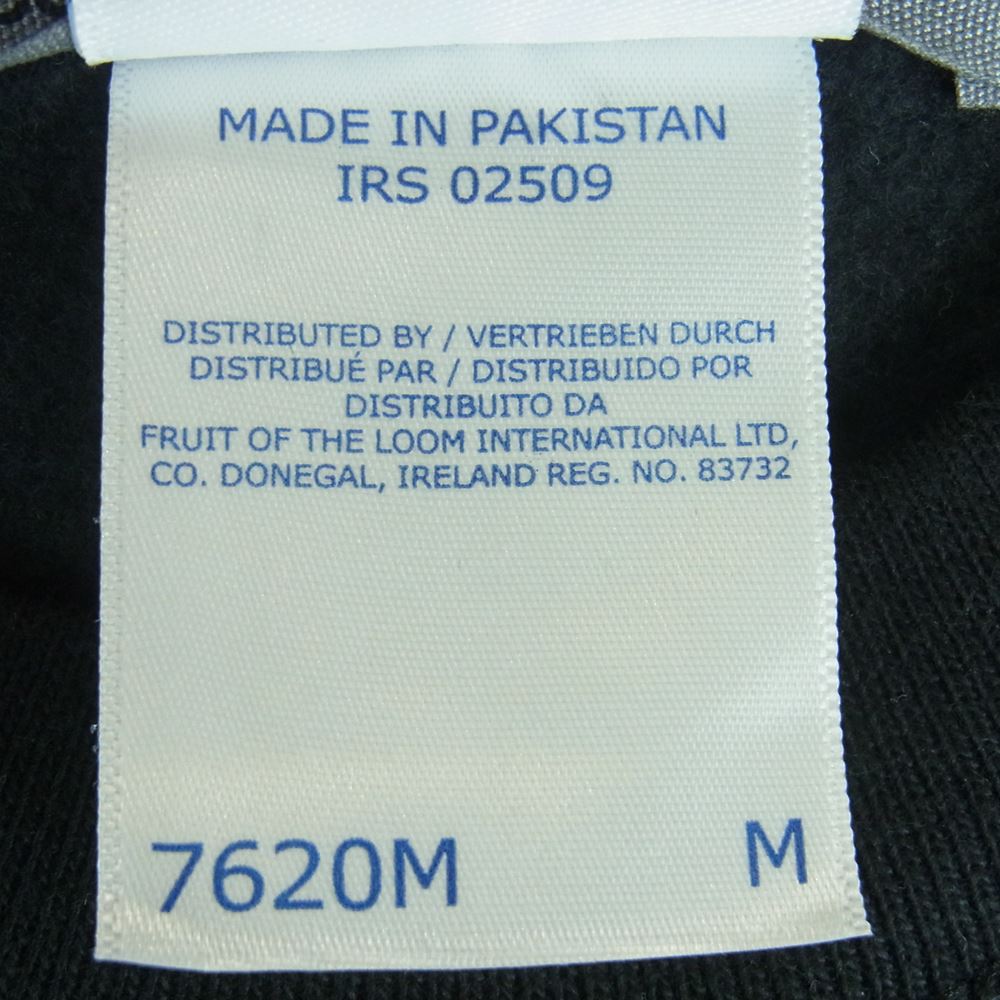 MADE IN PAKISTAN
IRS 02509
DISTRIBUTED BY / VERTRIEBEN DURCH
DISTRIBUÉ PAR / DISTRIBUIDO POR
DISTRIBUITO DA
FRUIT OF THE LOOM INTERNATIONAL LTD,
CO. DONEGAL, IRELAND REG. NO. 83732
7620M M